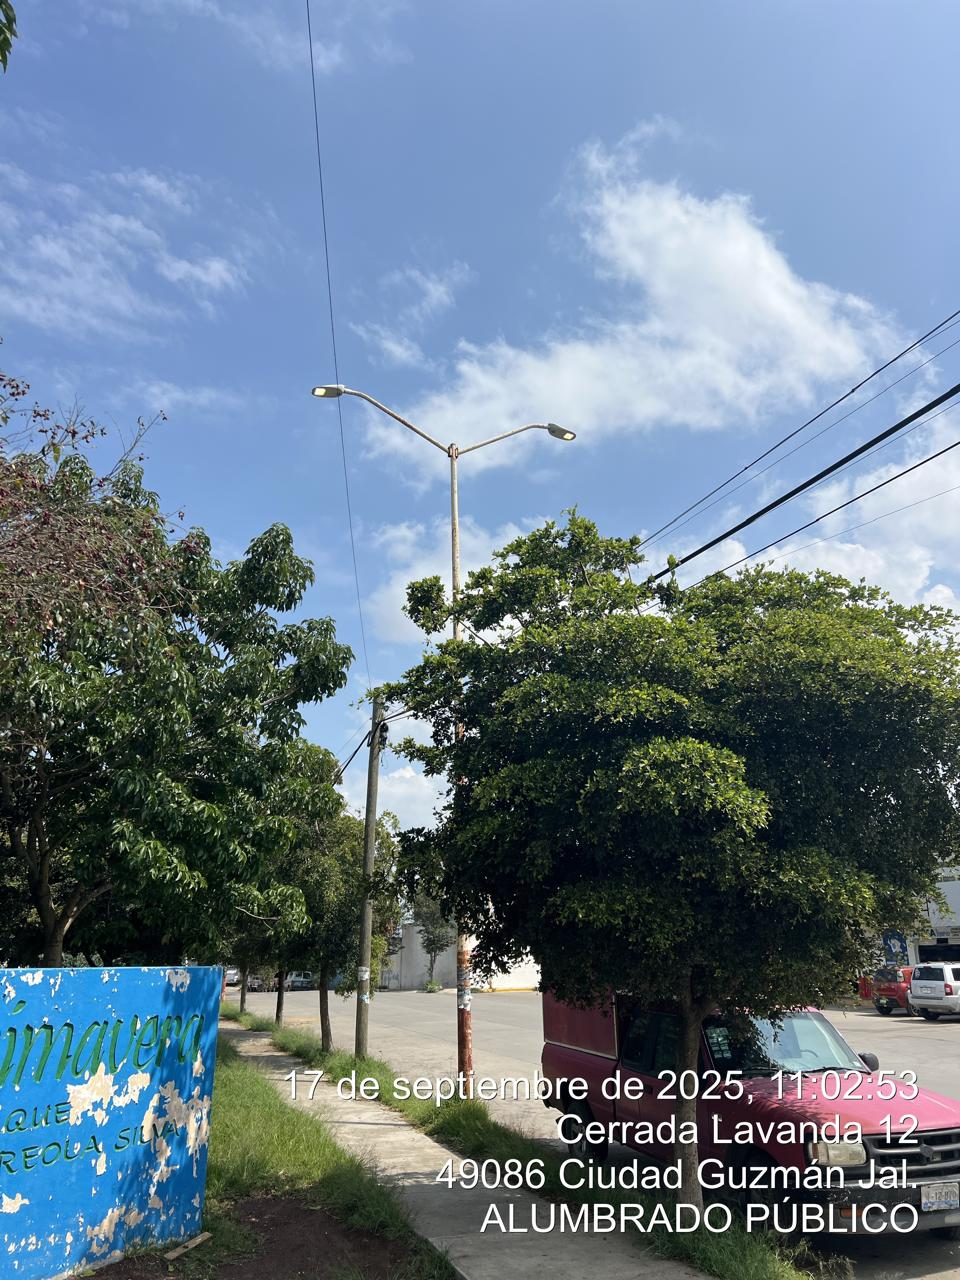 imavera
QUE
REOLA SILVA
17 de septiembre de 2025, 11:02:53
Cerrada Lavanda 12
49086 Ciudad Guzmán Jal.
ALUMBRADO PÚBLICO